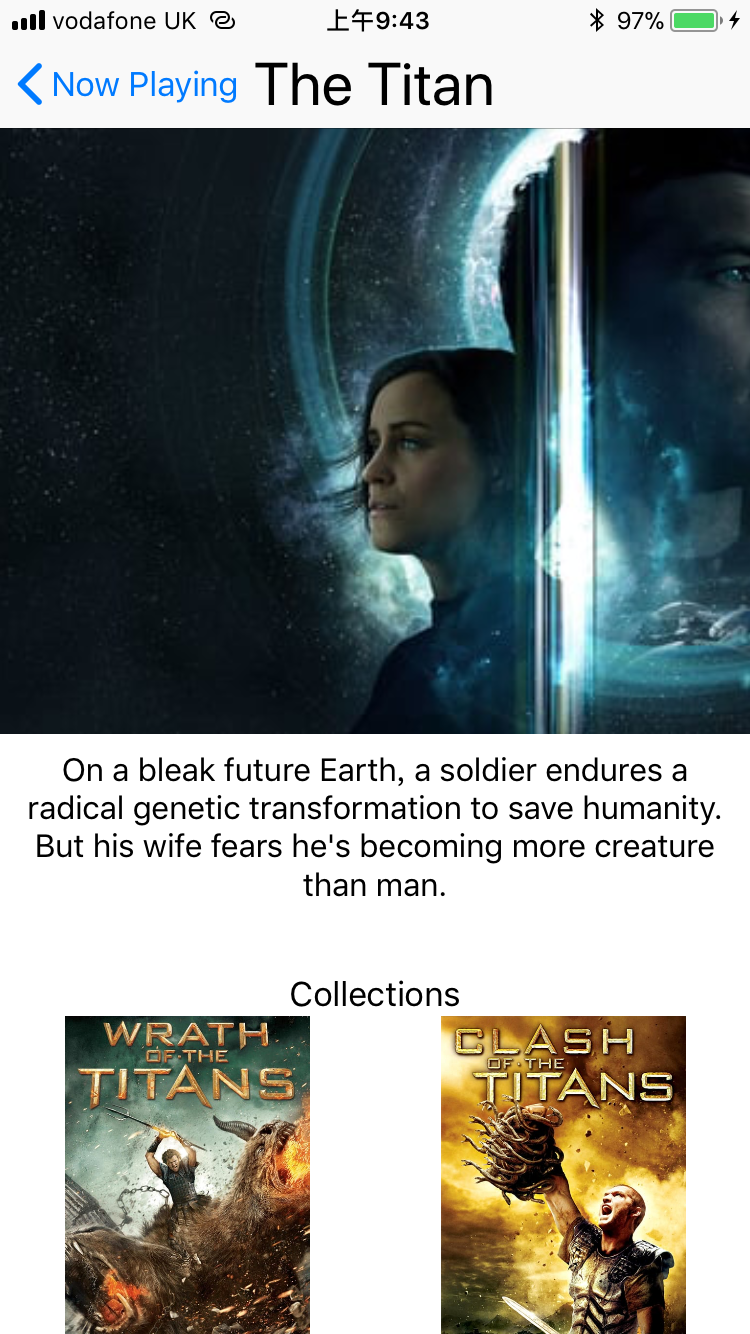 vodafone UK 上午9:43 97%
Now Playing The Titan
On a bleak future Earth, a soldier endures a
radical genetic transformation to save humanity.
But his wife fears he's becoming more creature
than man.
Collections
WRATH
OF THE
TITANS
CLASH
OF THE
TITANS